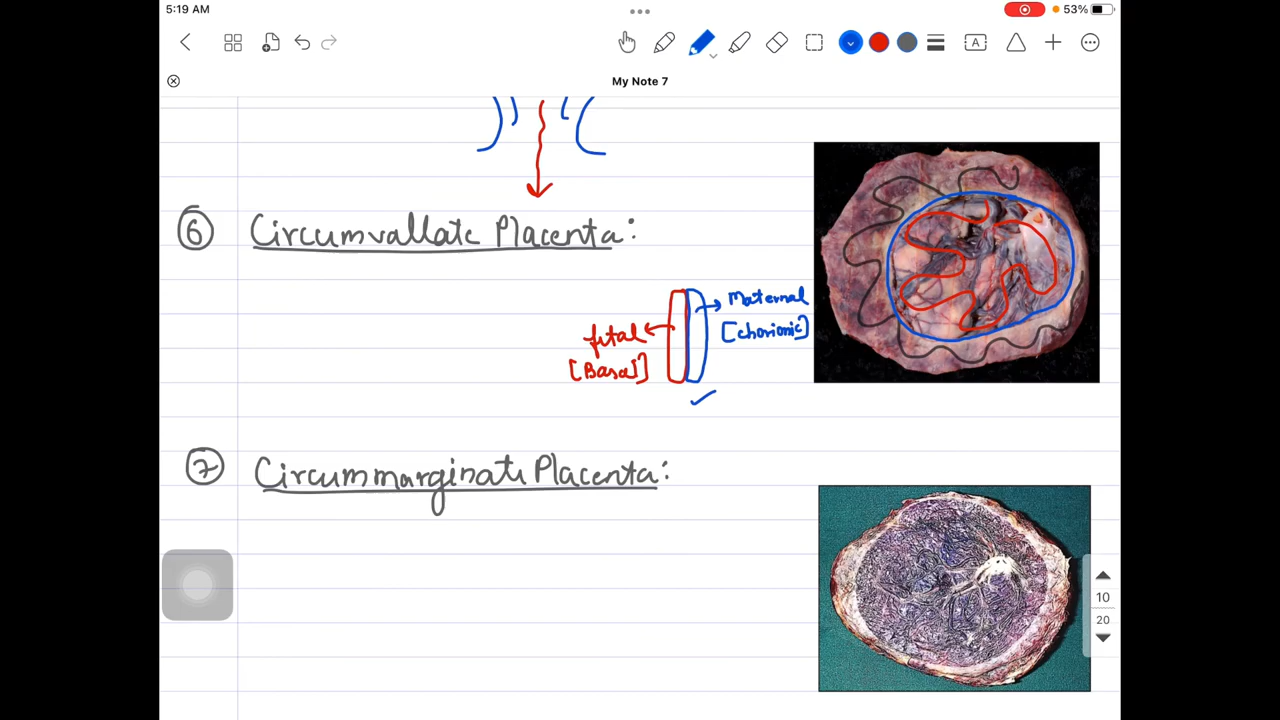 5:19 AM
53%
A
My Note 7
6 Circumvallate Placenta:
Maternal
[chorionic]
fetal
[Basal]
7 Circummarginate Placenta:
10
20